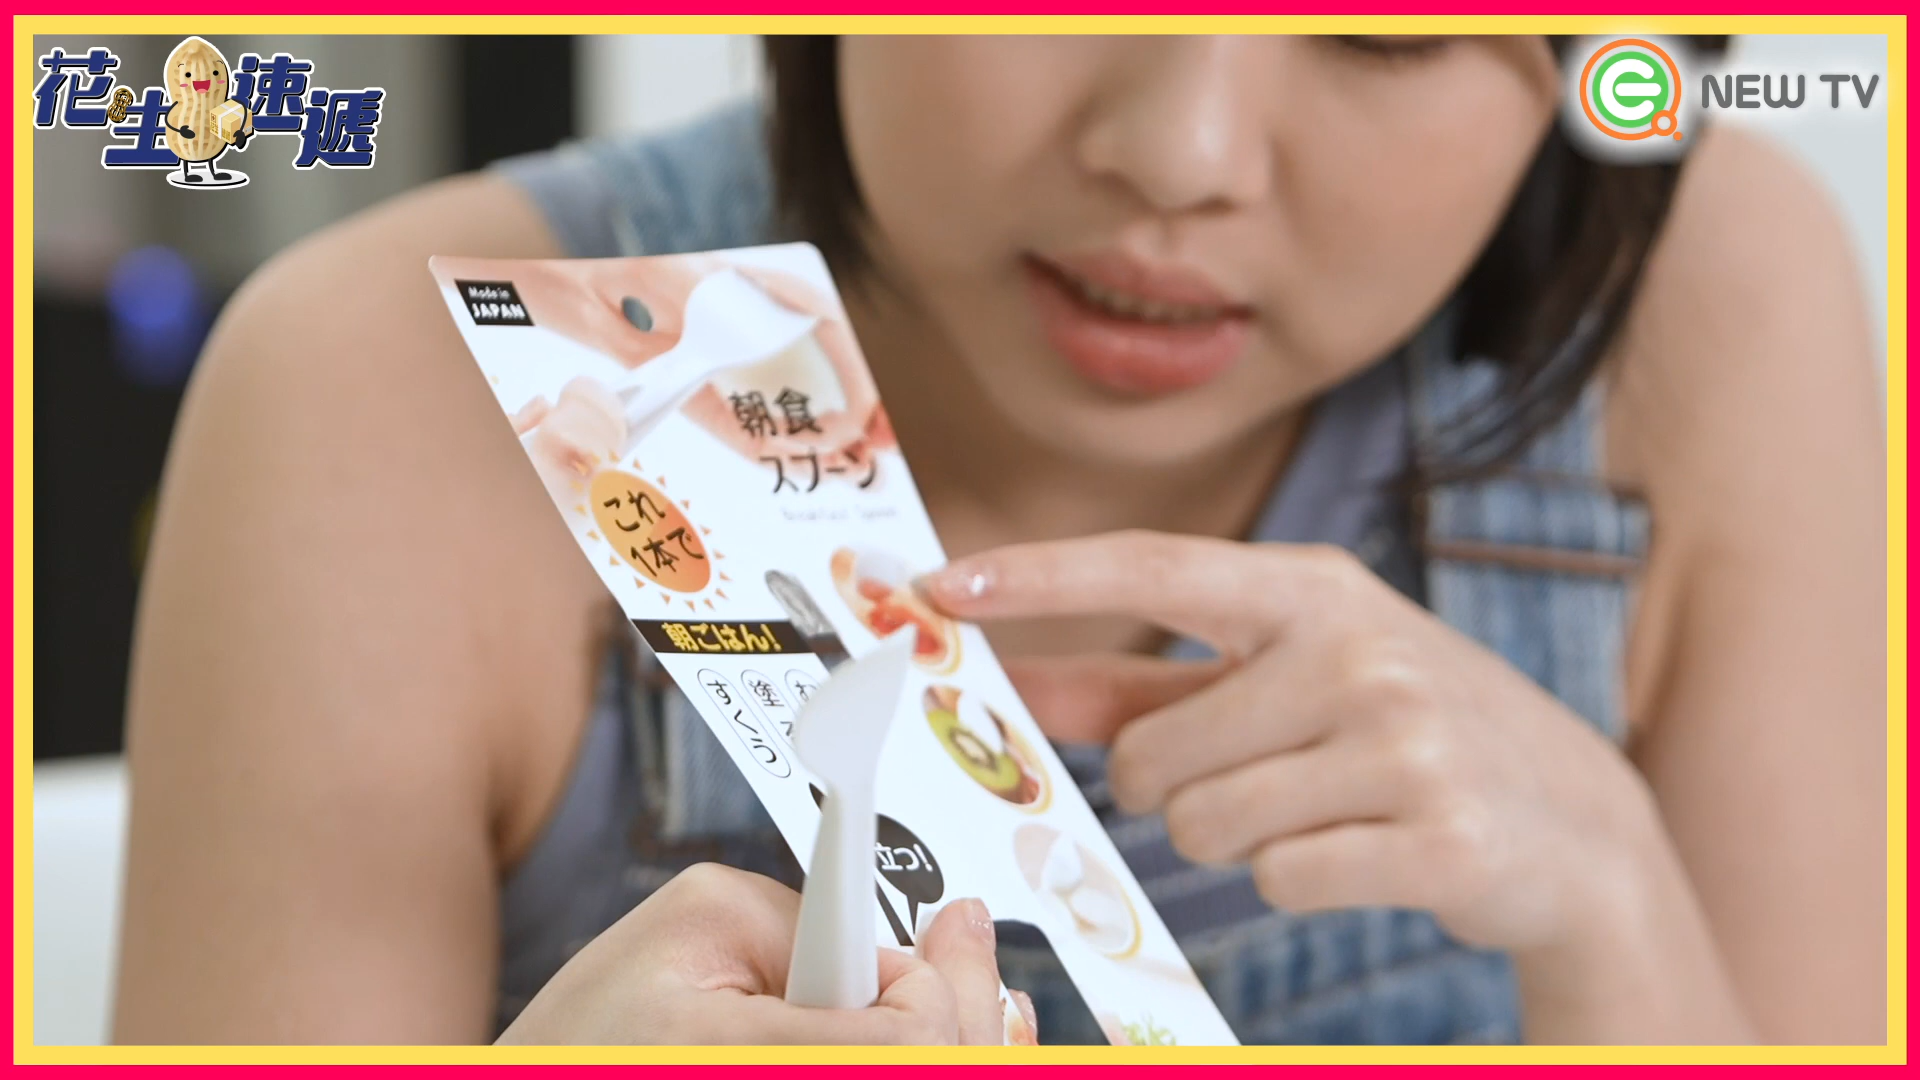 花生速遞
NEW TV
Made in
JAPAN
朝食
スプーン
これ
1本で
朝ごはん!
すくう
塗
立つ!